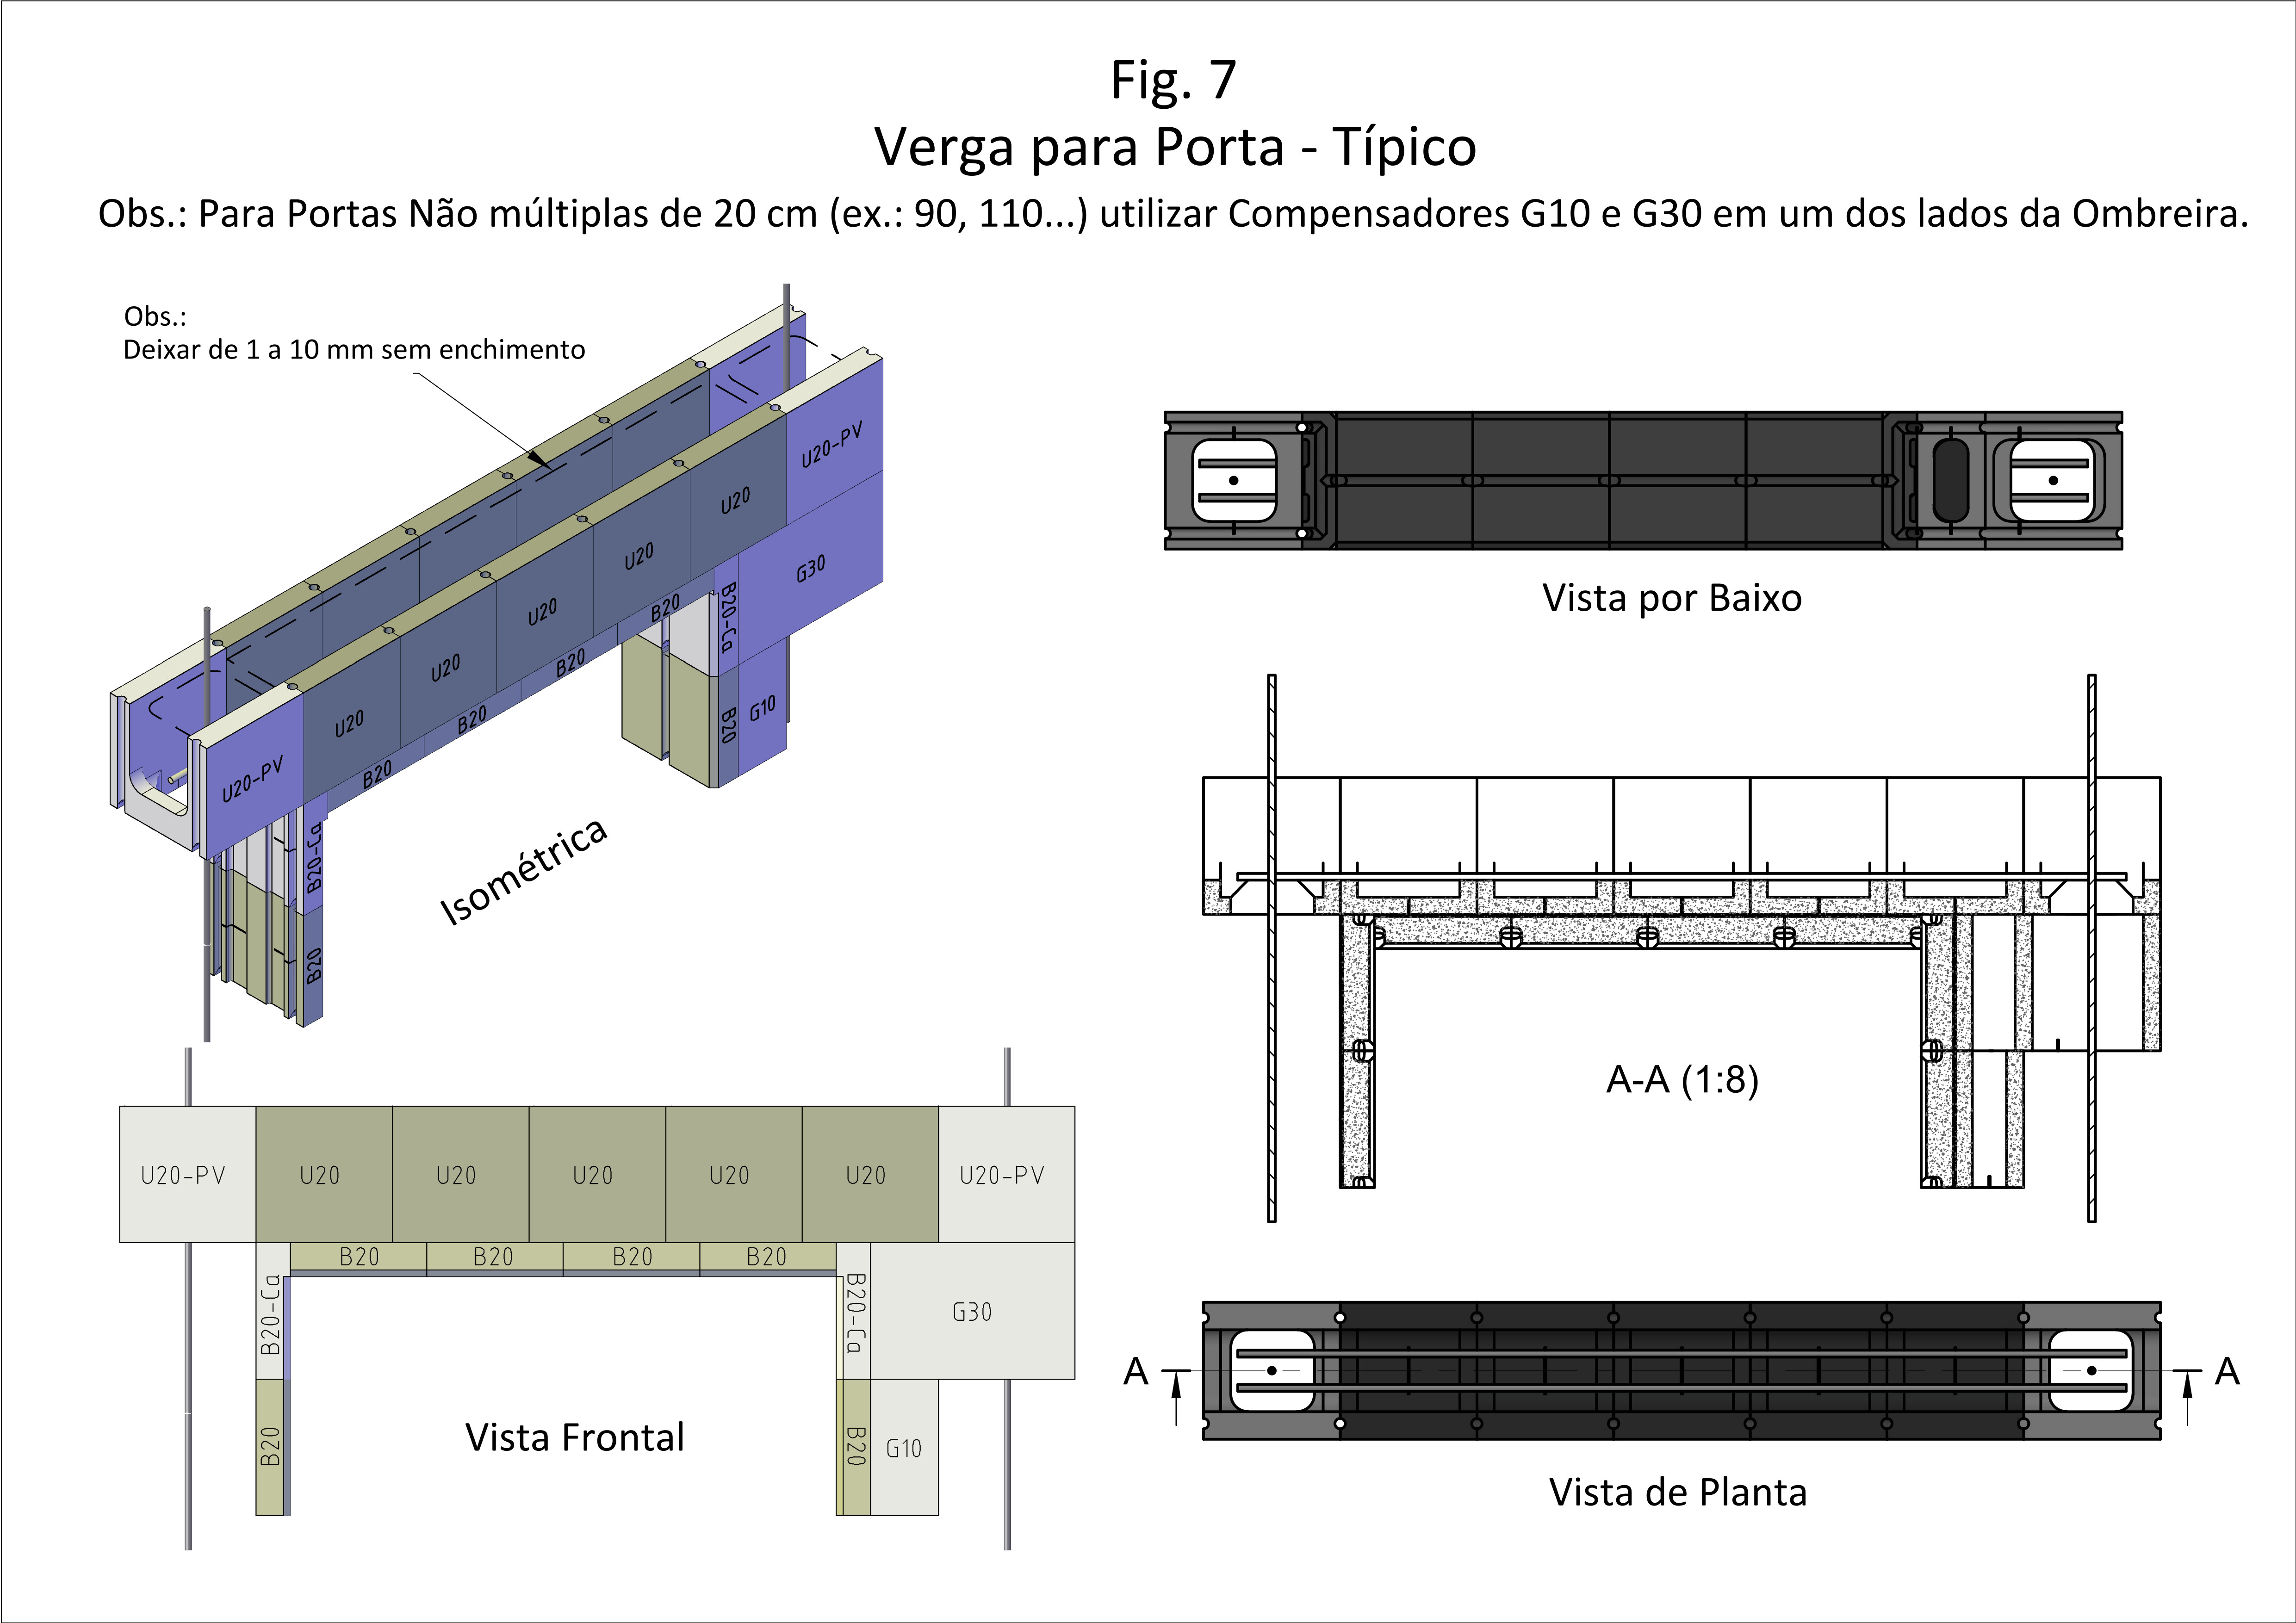 Fig. 7
Verga para Porta - Típico
Obs.: Para Portas Não múltiplas de 20 cm (ex.: 90, 110...) utilizar Compensadores G10 e G30 em um dos lados da Ombreira.
Obs.:
Deixar de 1 a 10 mm sem enchimento
U20-PV
U20
U20
U20
U20
U20
U20-PV
B20
B20
B20
B20
B20-Ca
G30
B20
G10
B20-Ca
B20
Isométrica
Vista por Baixo
A-A (1:8)
U20-PV
U20
U20
U20
U20
U20
U20-PV
B20
B20
B20
B20
B20-Ca
B20-Ca
G30
B20
B20
G10
Vista Frontal
A
A
Vista de Planta